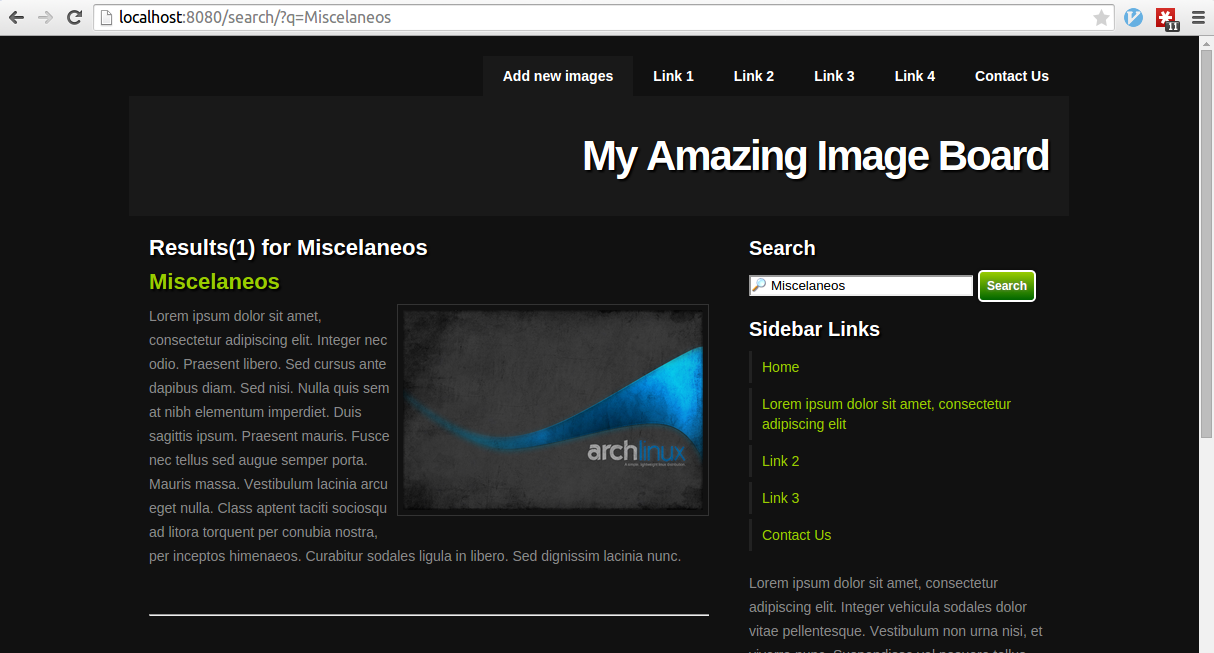 localhost:8080/search/?q=Miscelaneos
11
Add new images Link 1 Link 2 Link 3 Link 4 Contact Us
My Amazing Image Board
Results(1) for Miscelaneos
Miscelaneos
Lorem ipsum dolor sit amet,
consectetur adipiscing elit. Integer nec
odio. Praesent libero. Sed cursus ante
dapibus diam. Sed nisi. Nulla quis sem
at nibh elementum imperdiet. Duis
sagittis ipsum. Praesent mauris. Fusce
nec tellus sed augue semper porta.
Mauris massa. Vestibulum lacinia arcu
eget nulla. Class aptent taciti sociosqu
ad litora torquent per conubia nostra,
per inceptos himenaeos. Curabitur sodales ligula in libero. Sed dignissim lacinia nunc.
archlinux
Search
Miscelaneos Search
Sidebar Links
Home
Lorem ipsum dolor sit amet, consectetur
adipiscing elit
Link 2
Link 3
Contact Us
Lorem ipsum dolor sit amet, consectetur
adipiscing elit. Integer vehicula sodales dolor
vitae pellentesque. Vestibulum non urna nisi, et